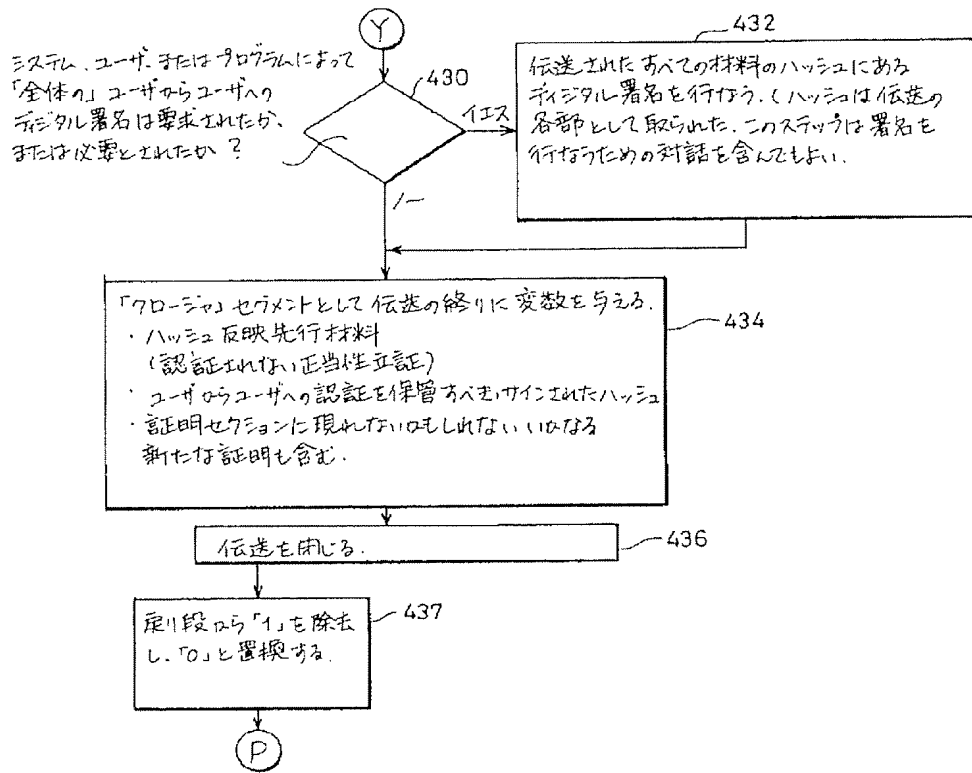 Y
システム、ユーザ、またはプログラムによって
「全体の」ユーザからユーザへの
ディジタル署名は要求されたか、
または必要とされたか?
430
イエス
ノー
432
伝送されたすべての材料のハッシュにある
ディジタル署名を行なう.(ハッシュは伝送の
各部として取られた.このステップは署名を
行なうための対話を含んでもよい.
「クロージャ」セグメントとして伝送の終りに変数を与える.
・ハッシュ反映先行材料
(認証されない正当性立証)
・ユーザからユーザへの認証を保管すべきサインされたハッシュ
・証明セクションに現れないかもしれないいかなる
新たな証明も含む.
434
伝送を閉じる.
436
戻り段から「1」を除去
し、「0」と置換する.
437
P